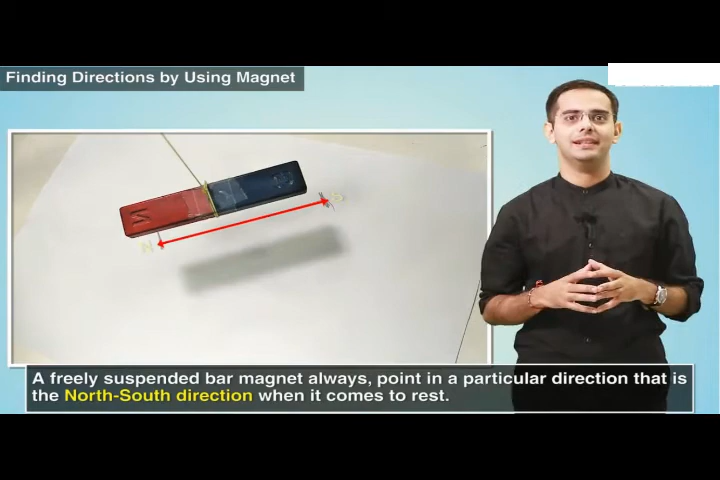 Finding Directions by Using Magnet
N
S
N
S
A freely suspended bar magnet always, point in a particular direction that is
the North-South direction when it comes to rest.